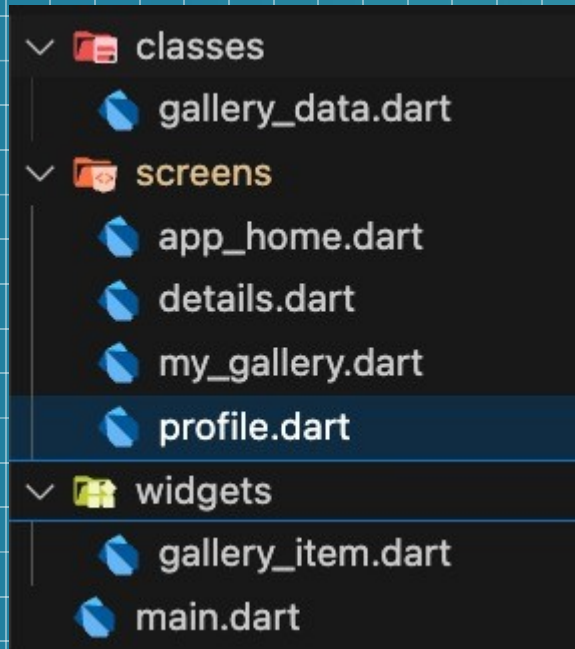 classes
gallery_data.dart
screens
app_home.dart
details.dart
my_gallery.dart
profile.dart
widgets
gallery_item.dart
main.dart